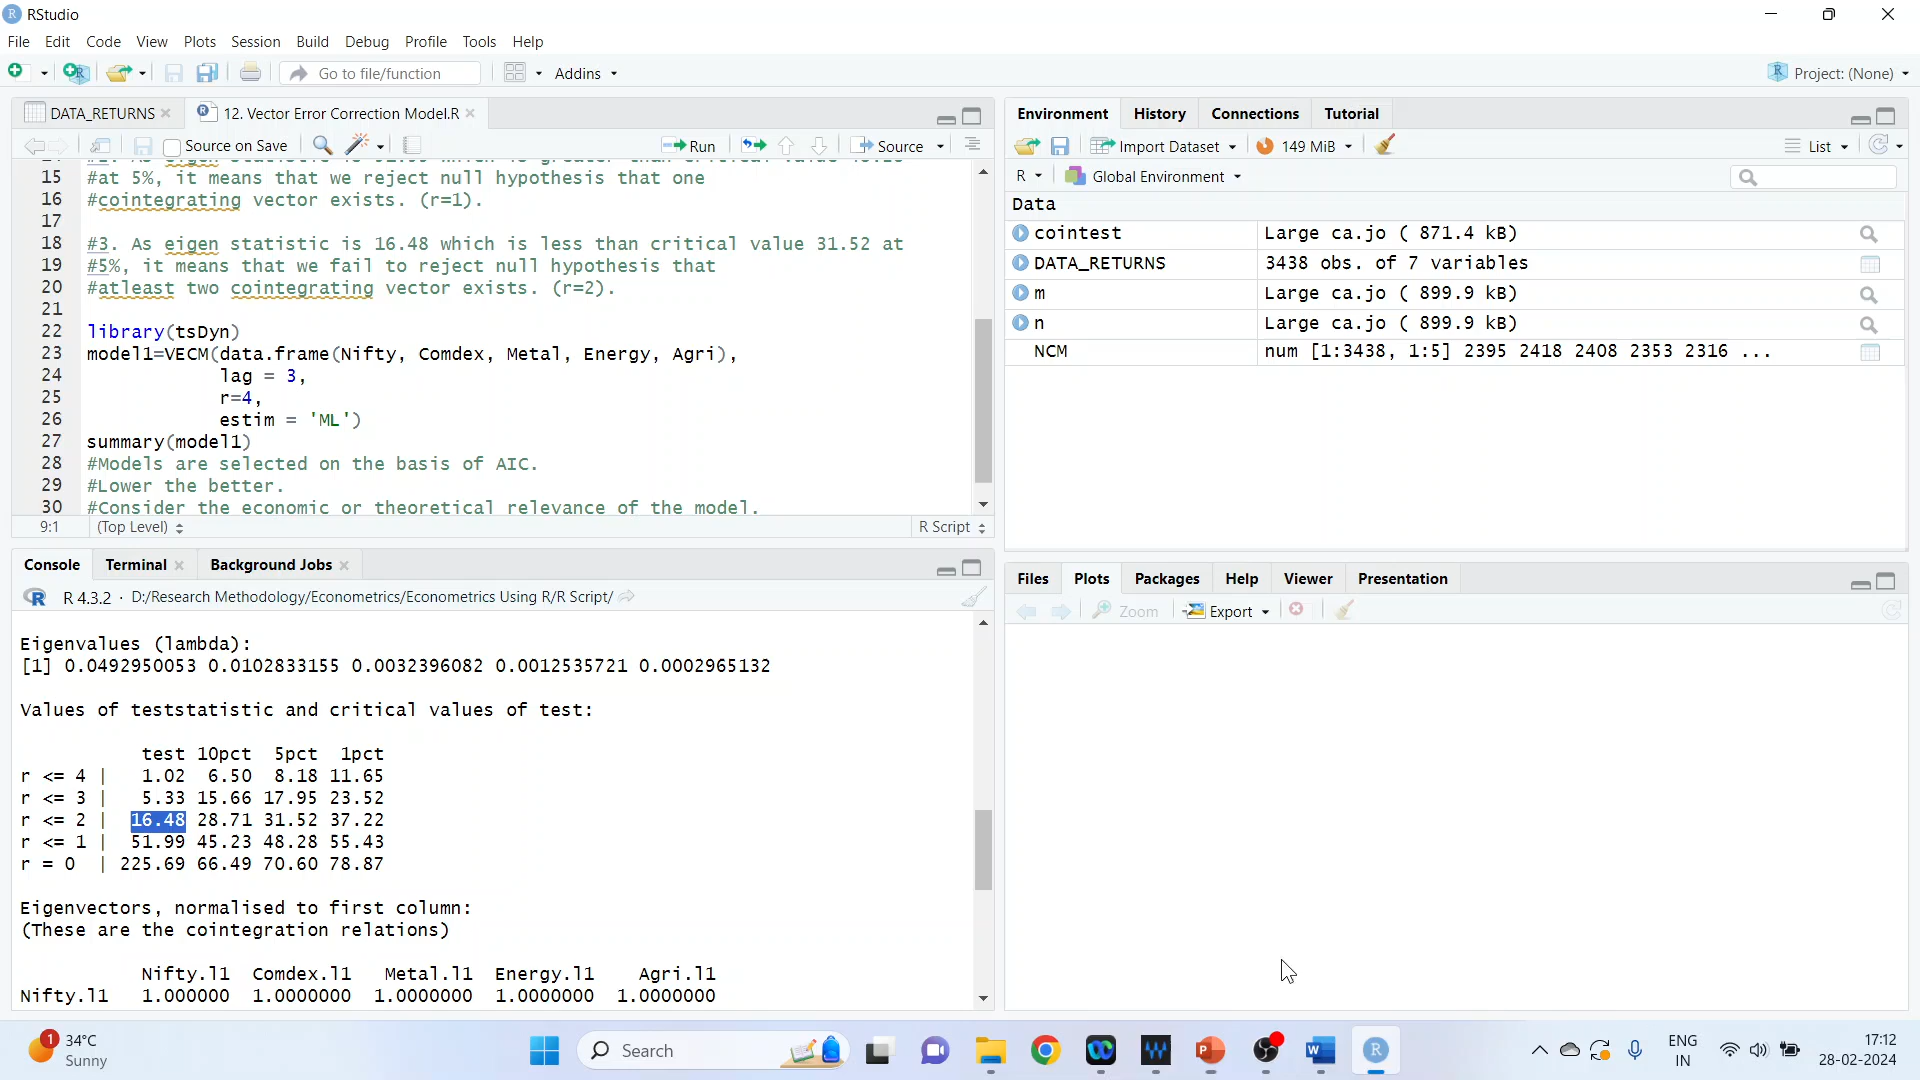 RStudio
File Edit Code View Plots Session Build Debug Profile Tools Help
Go to file/function
Addins
Project: (None)
DATA_RETURNS
12. Vector Error Correction Model.R
Source on Save
Run
Source
15 #at 5%, it means that we reject null hypothesis that one
16 #cointegrating vector exists. (r=1).
17
18 #3. As eigen statistic is 16.48 which is less than critical value 31.52 at
19 #5%, it means that we fail to reject null hypothesis that
20 #atleast two cointegrating vector exists. (r=2).
21
22 library(tsDyn)
23 model1=VECM(data.frame(Nifty, Comdex, Metal, Energy, Agri),
24 lag = 3,
25 r=4,
26 estim = 'ML')
27 summary(model1)
28 #Models are selected on the basis of AIC.
29 #Lower the better.
30 #Consider the economic or theoretical relevance of the model.
9:1 (Top Level) R Script
Console Terminal Background Jobs
R 4.3.2 · D:/Research Methodology/Econometrics/Econometrics Using R/R Script/
Eigenvalues (lambda):
[1] 0.0492950053 0.0102833155 0.0032396082 0.0012535721 0.0002965132
Values of teststatistic and critical values of test:
test 10pct 5pct 1pct
r <= 4 | 1.02 6.50 8.18 11.65
r <= 3 | 5.33 15.66 17.95 23.52
r <= 2 | 16.48 28.71 31.52 37.22
r <= 1 | 51.99 45.23 48.28 55.43
r = 0 | 225.69 66.49 70.60 78.87
Eigenvectors, normalised to first column:
(These are the cointegration relations)
Nifty.l1 Comdex.l1 Metal.l1 Energy.l1 Agri.l1
Nifty.l1 1.000000 1.0000000 1.0000000 1.0000000 1.0000000
Environment History Connections Tutorial
Import Dataset
149 MiB
List
R
Global Environment
Data
cointest Large ca.jo ( 871.4 kB)
DATA_RETURNS 3438 obs. of 7 variables
m Large ca.jo ( 899.9 kB)
n Large ca.jo ( 899.9 kB)
NCM num [1:3438, 1:5] 2395 2418 2408 2353 2316 ...
Files Plots Packages Help Viewer Presentation
Zoom
Export
1
34°C
Sunny
Search
ENG
IN
17:12
28-02-2024